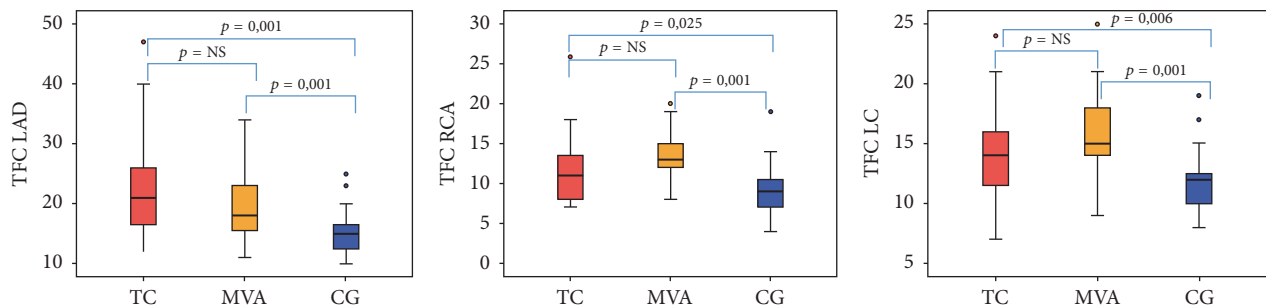 TFC LAD
50
40
30
20
10
p = 0,001
p = NS
p = 0,001
TC MVA CG
TFC RCA
30
25
20
15
10
5
0
p = 0,025
p = NS
p = 0,001
TC MVA CG
TFC LC
25
20
15
10
5
p = 0,006
p = NS
p = 0,001
TC MVA CG